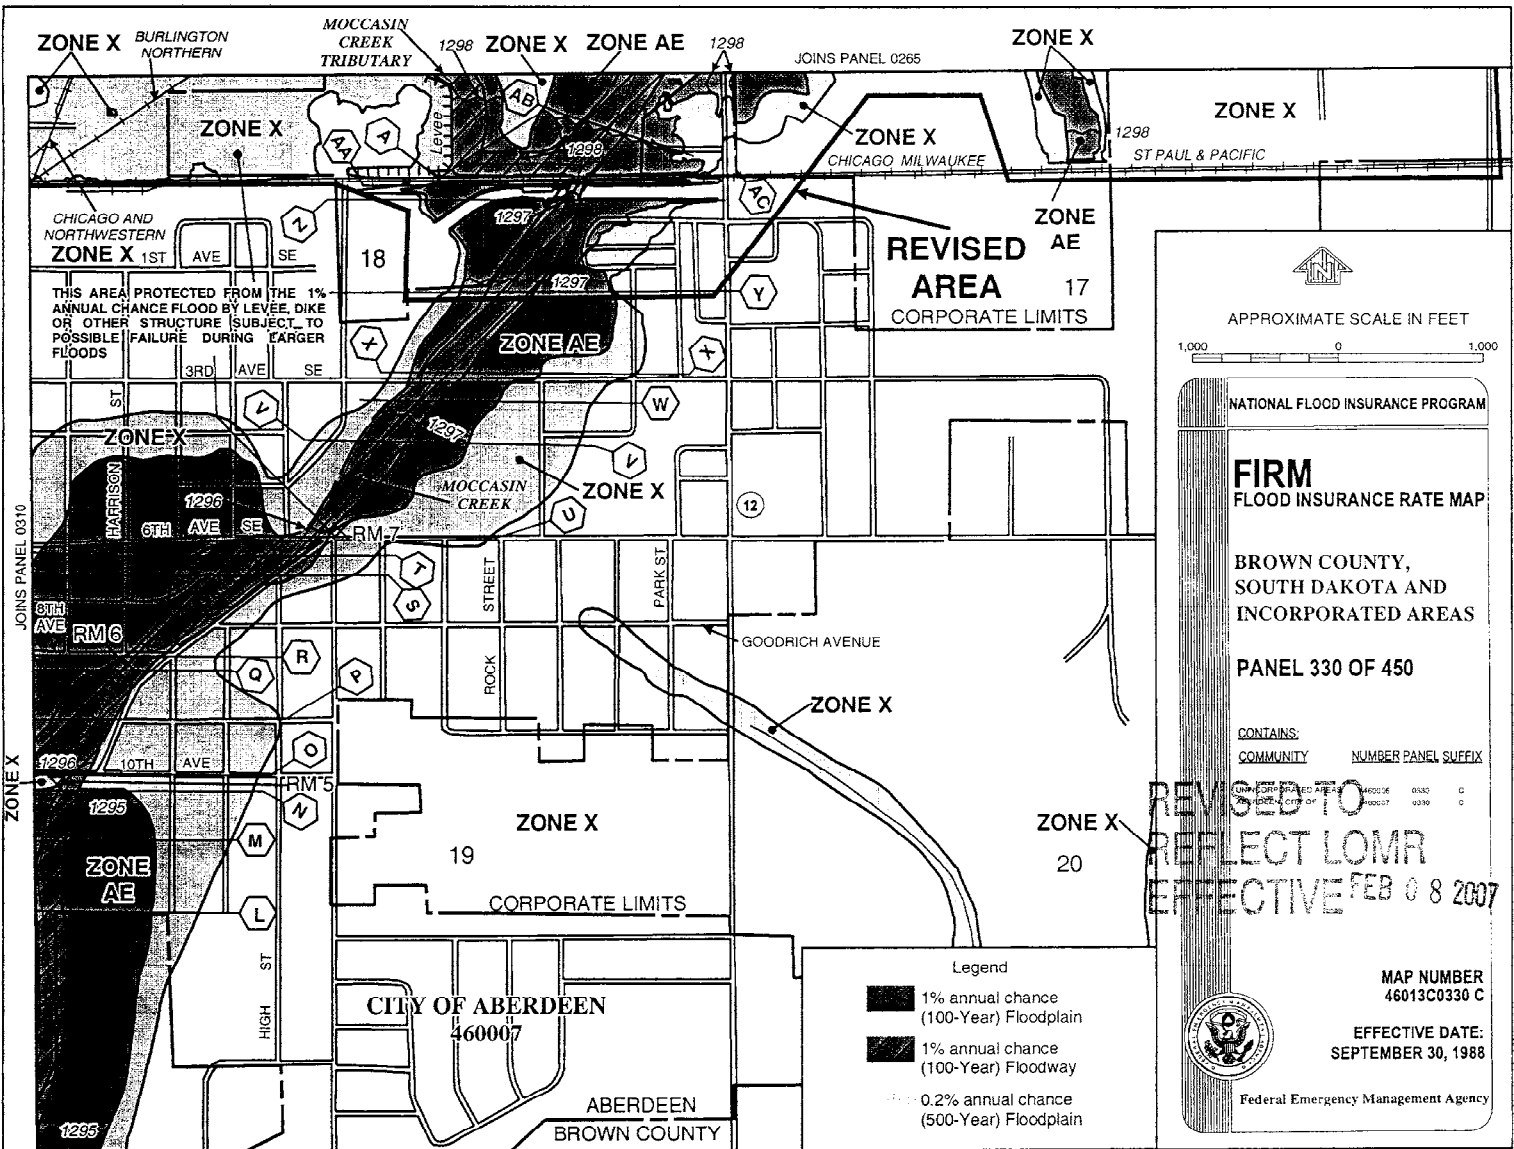 ZONE X
BURLINGTON
NORTHERN
MOCCASIN
CREEK
TRIBUTARY
1298
ZONE X
ZONE AE
1298
JOINS PANEL 0265
ZONE X
ZONE X
Levee
AB
A
AA
1298
ZONE X
CHICAGO MILWAUKEE
1298
ST PAUL & PACIFIC
ZONE X
CHICAGO AND
NORTHWESTERN
ZONE X
1ST AVE SE
Z
18
1297
AC
REVISED
AREA
ZONE
AE
17
CORPORATE LIMITS
THIS AREA PROTECTED FROM THE 1%
ANNUAL CHANCE FLOOD BY LEVEE, DIKE
OR OTHER STRUCTURE SUBJECT TO
POSSIBLE FAILURE DURING LARGER
FLOODS
1297
Y
X
ZONE AE
X
3RD AVE SE
ST
V
W
ZONE X
1297
V
MOCCASIN
CREEK
ZONE X
HARRISON
1296
6TH AVE SE
RM 7
U
12
JOINS PANEL 0310
T
S
STREET
PARK ST
8TH
AVE
RM 6
GOODRICH AVENUE
R
Q
P
ROCK
ZONE X
O
1296
10TH AVE
ZONE X
RM 5
N
1295
M
ZONE
AE
L
ZONE X
19
ZONE X
20
CORPORATE LIMITS
ST
HIGH
CITY OF ABERDEEN
460007
1295
ABERDEEN
BROWN COUNTY
Legend
1% annual chance
(100-Year) Floodplain
1% annual chance
(100-Year) Floodway
0.2% annual chance
(500-Year) Floodplain
N
APPROXIMATE SCALE IN FEET
1,000 0 1,000
NATIONAL FLOOD INSURANCE PROGRAM
FIRM
FLOOD INSURANCE RATE MAP
BROWN COUNTY,
SOUTH DAKOTA AND
INCORPORATED AREAS
PANEL 330 OF 450
CONTAINS:
COMMUNITY NUMBER PANEL SUFFIX
UNINCORPORATED AREAS 460006 0330 C
ABERDEEN, CITY OF 460007 0330 C
REVISED TO
REFLECT LOMR
EFFECTIVE FEB 08 2007
MAP NUMBER
46013C0330 C
EFFECTIVE DATE:
SEPTEMBER 30, 1988
Federal Emergency Management Agency